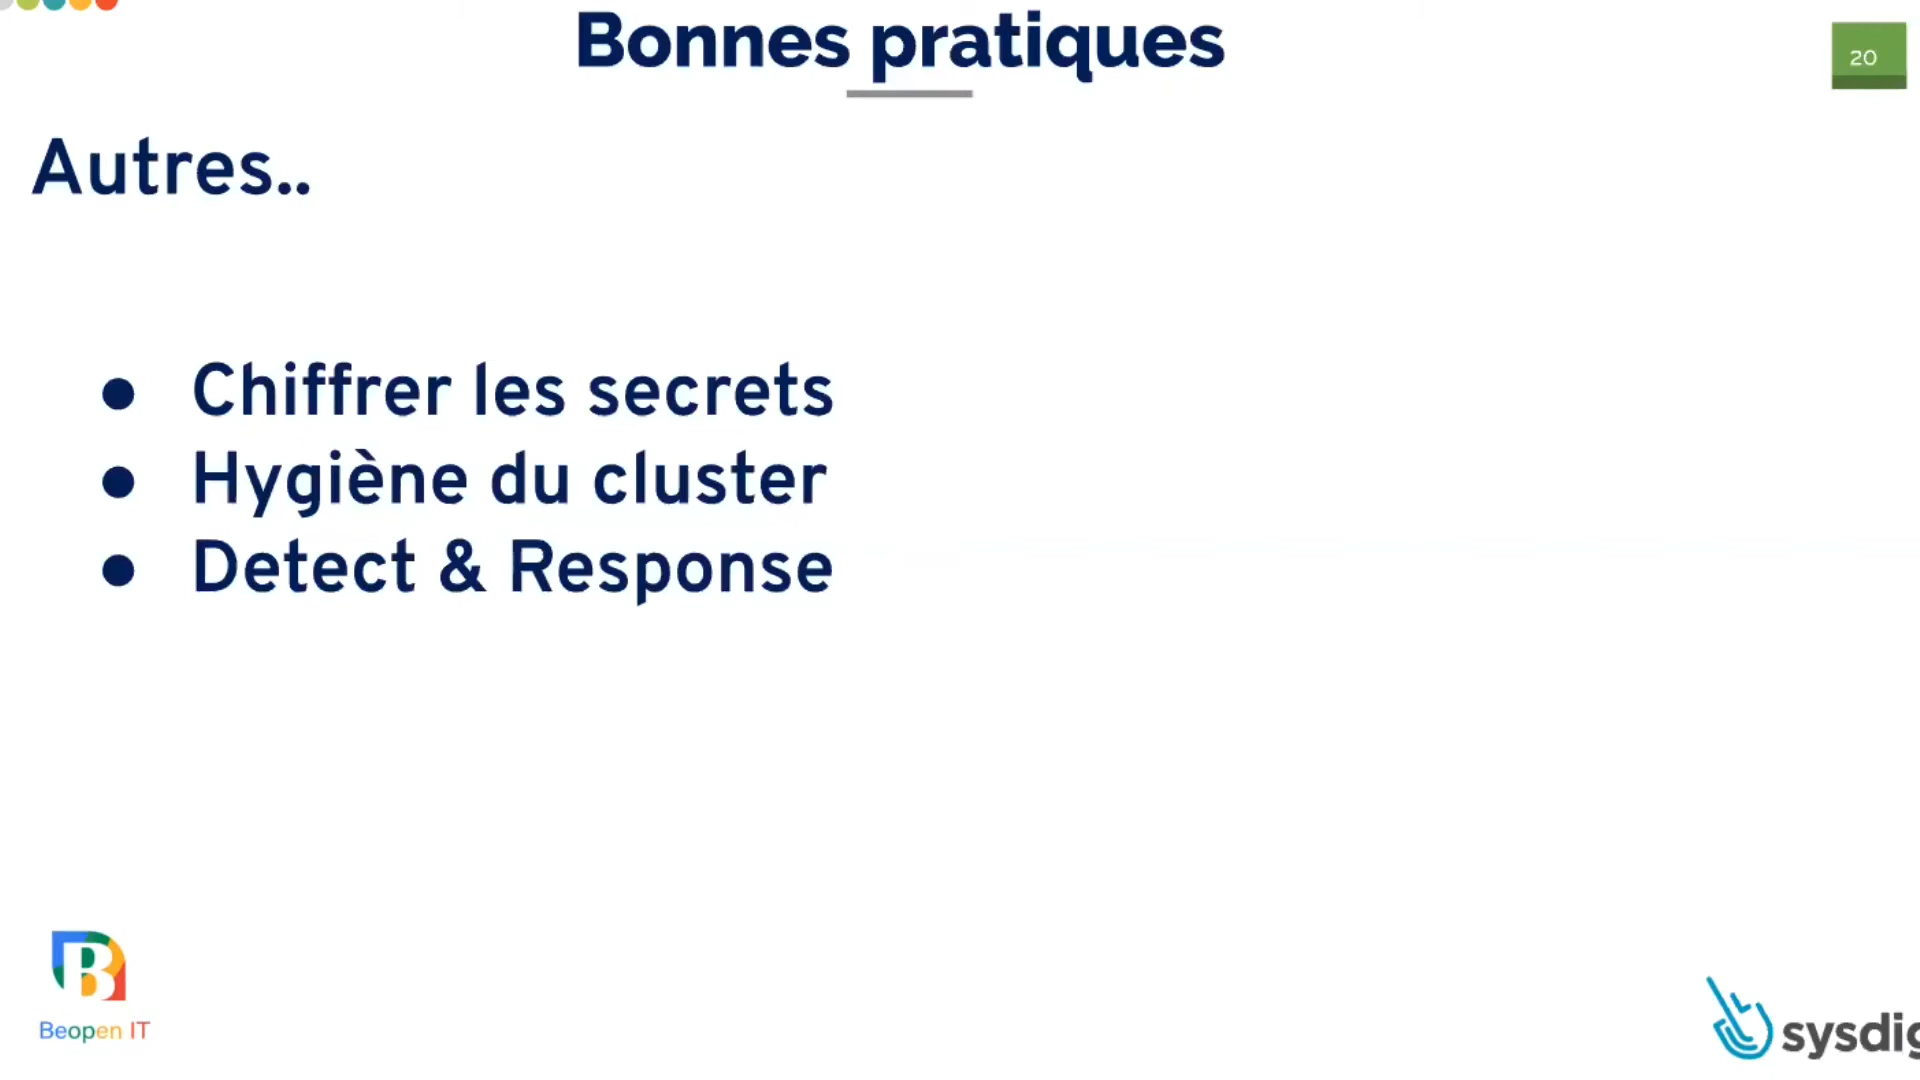 Bonnes pratiques
20
Autres..
● Chiffrer les secrets
● Hygiène du cluster
● Detect & Response
Beopen IT
sysdig